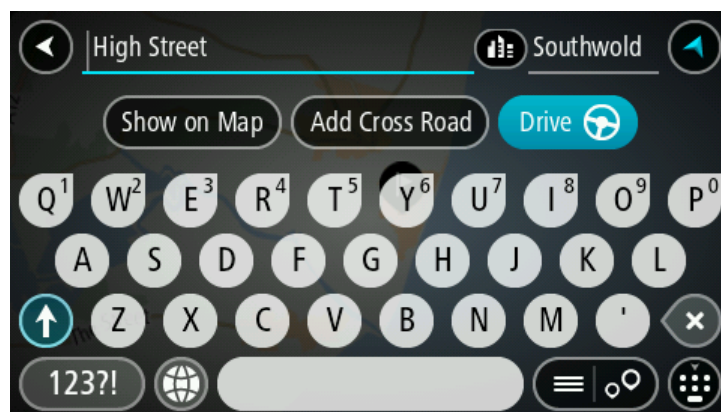 High Street Southwold
Show on Map Add Cross Road Drive
Q1 W2 E3 R4 T5 Y6 U7 I8 O9 P0
A S D F G H J K L
Z X C V B N M '
123?!